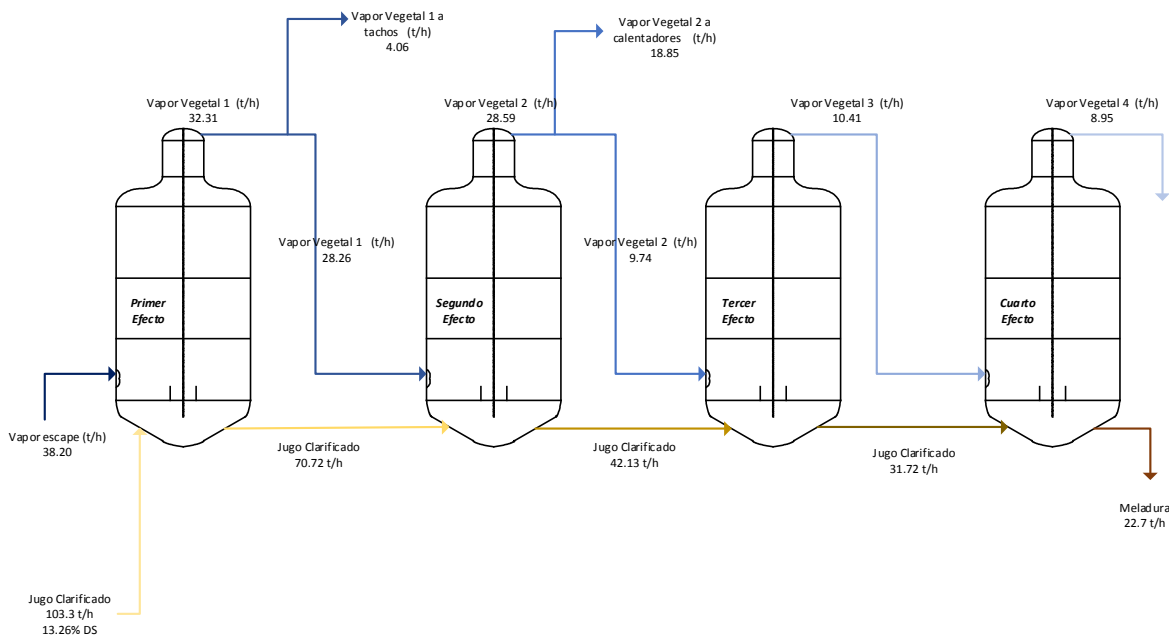 Vapor Vegetal 1 a
tachos (t/h)
4.06
Vapor Vegetal 2 a
calentadores (t/h)
18.85
Vapor Vegetal 1 (t/h)
32.31
Vapor Vegetal 2 (t/h)
28.59
Vapor Vegetal 3 (t/h)
10.41
Vapor Vegetal 4 (t/h)
8.95
Vapor Vegetal 1 (t/h)
28.26
Vapor Vegetal 2 (t/h)
9.74
Primer
Efecto
Segundo
Efecto
Tercer
Efecto
Cuarto
Efecto
Vapor escape (t/h)
38.20
Jugo Clarificado
70.72 t/h
Jugo Clarificado
42.13 t/h
Jugo Clarificado
31.72 t/h
Meladura
22.7 t/h
Jugo Clarificado
103.3 t/h
13.26% DS